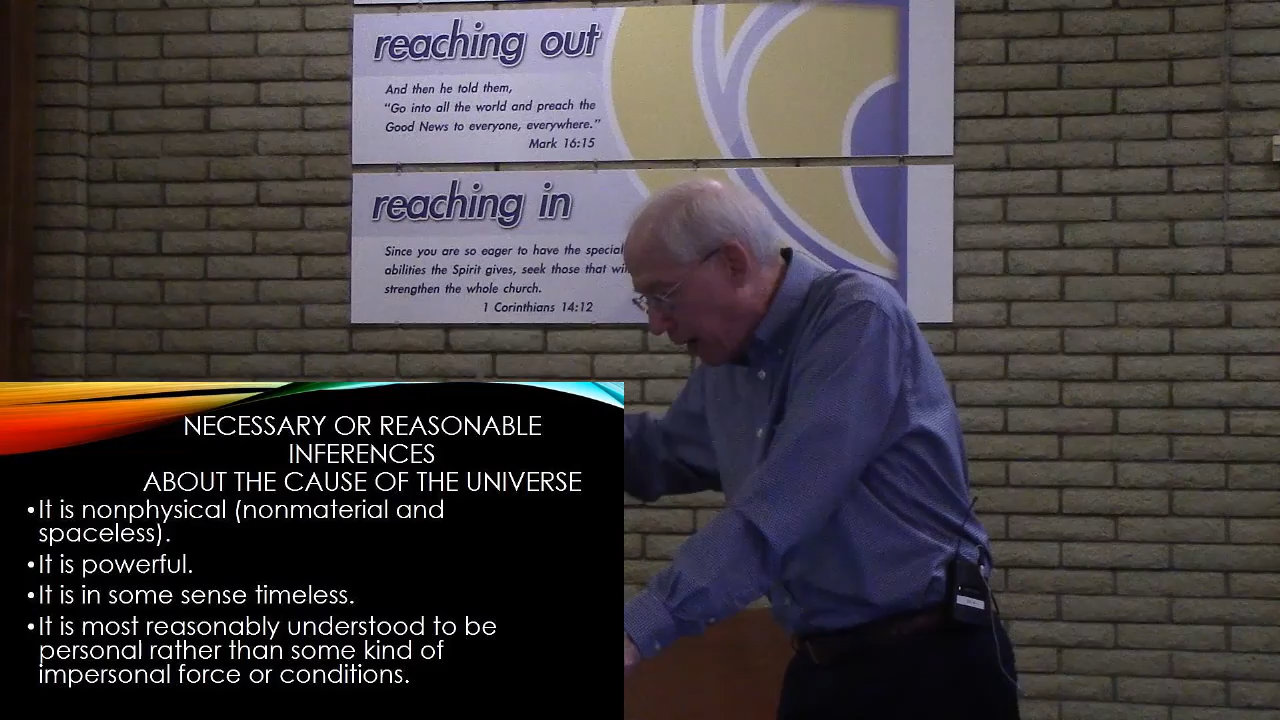 reaching out
And then he told them,
"Go into all the world and preach the
Good News to everyone, everywhere."
Mark 16:15
reaching in
Since you are so eager to have the special
abilities the Spirit gives, seek those that
strengthen the whole church.
1 Corinthians 14:12
NECESSARY OR REASONABLE
INFERENCES
ABOUT THE CAUSE OF THE UNIVERSE
•It is nonphysical (nonmaterial and
spaceless).
•It is powerful.
•It is in some sense timeless.
•It is most reasonably understood to be
personal rather than some kind of
impersonal force or conditions.